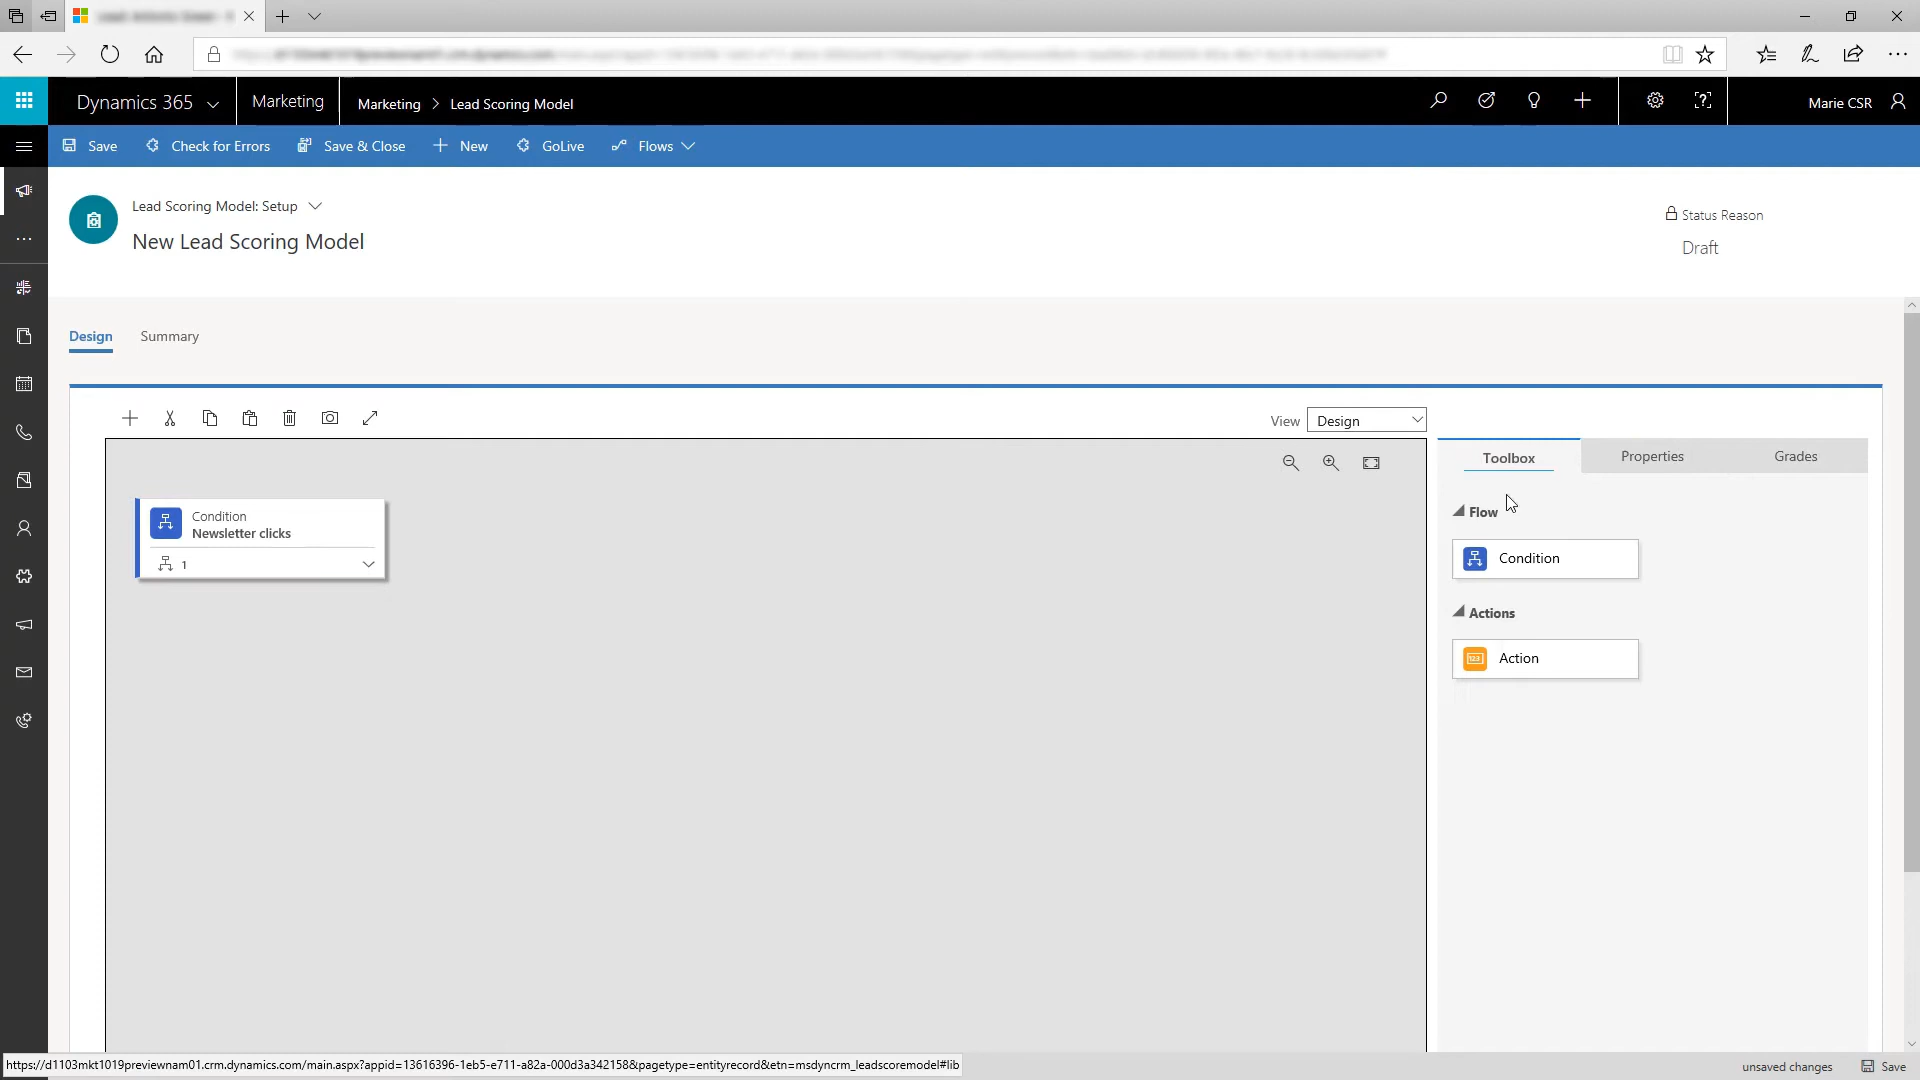 Dynamics 365
Marketing
Marketing > Lead Scoring Model
Marie CSR
Save
Check for Errors
Save & Close
New
GoLive
Flows
Lead Scoring Model: Setup
New Lead Scoring Model
Status Reason
Draft
Design
Summary
View
Design
Condition
Newsletter clicks
1
Toolbox
Properties
Grades
Flow
Condition
Actions
123
Action
https://d1103mkt1019previewnam01.crm.dynamics.com/main.aspx?appid=13616396-1eb5-e711-a82a-000d3a342158&pagetype=entityrecord&etn=msdyncrm_leadscoremodel#lib
unsaved changes
Save